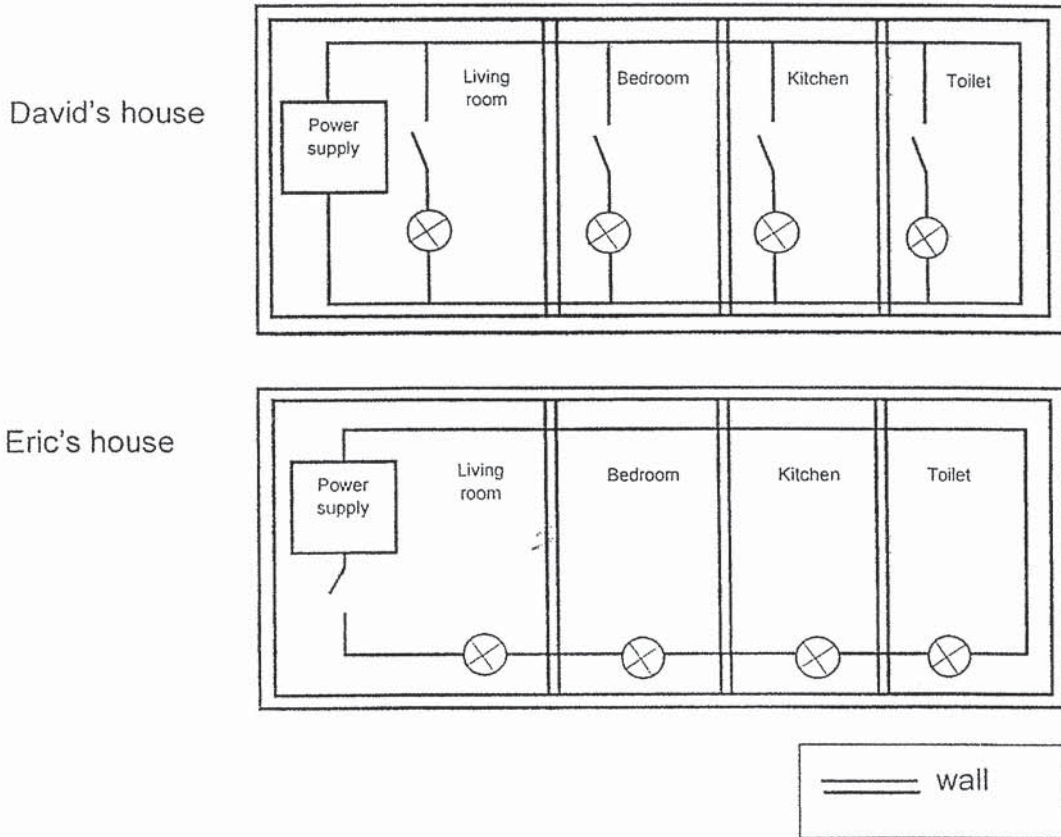 David's house
Power
supply
Living
room
Bedroom
Kitchen
Toilet
Eric's house
Power
supply
Living
room
Bedroom
Kitchen
Toilet
wall